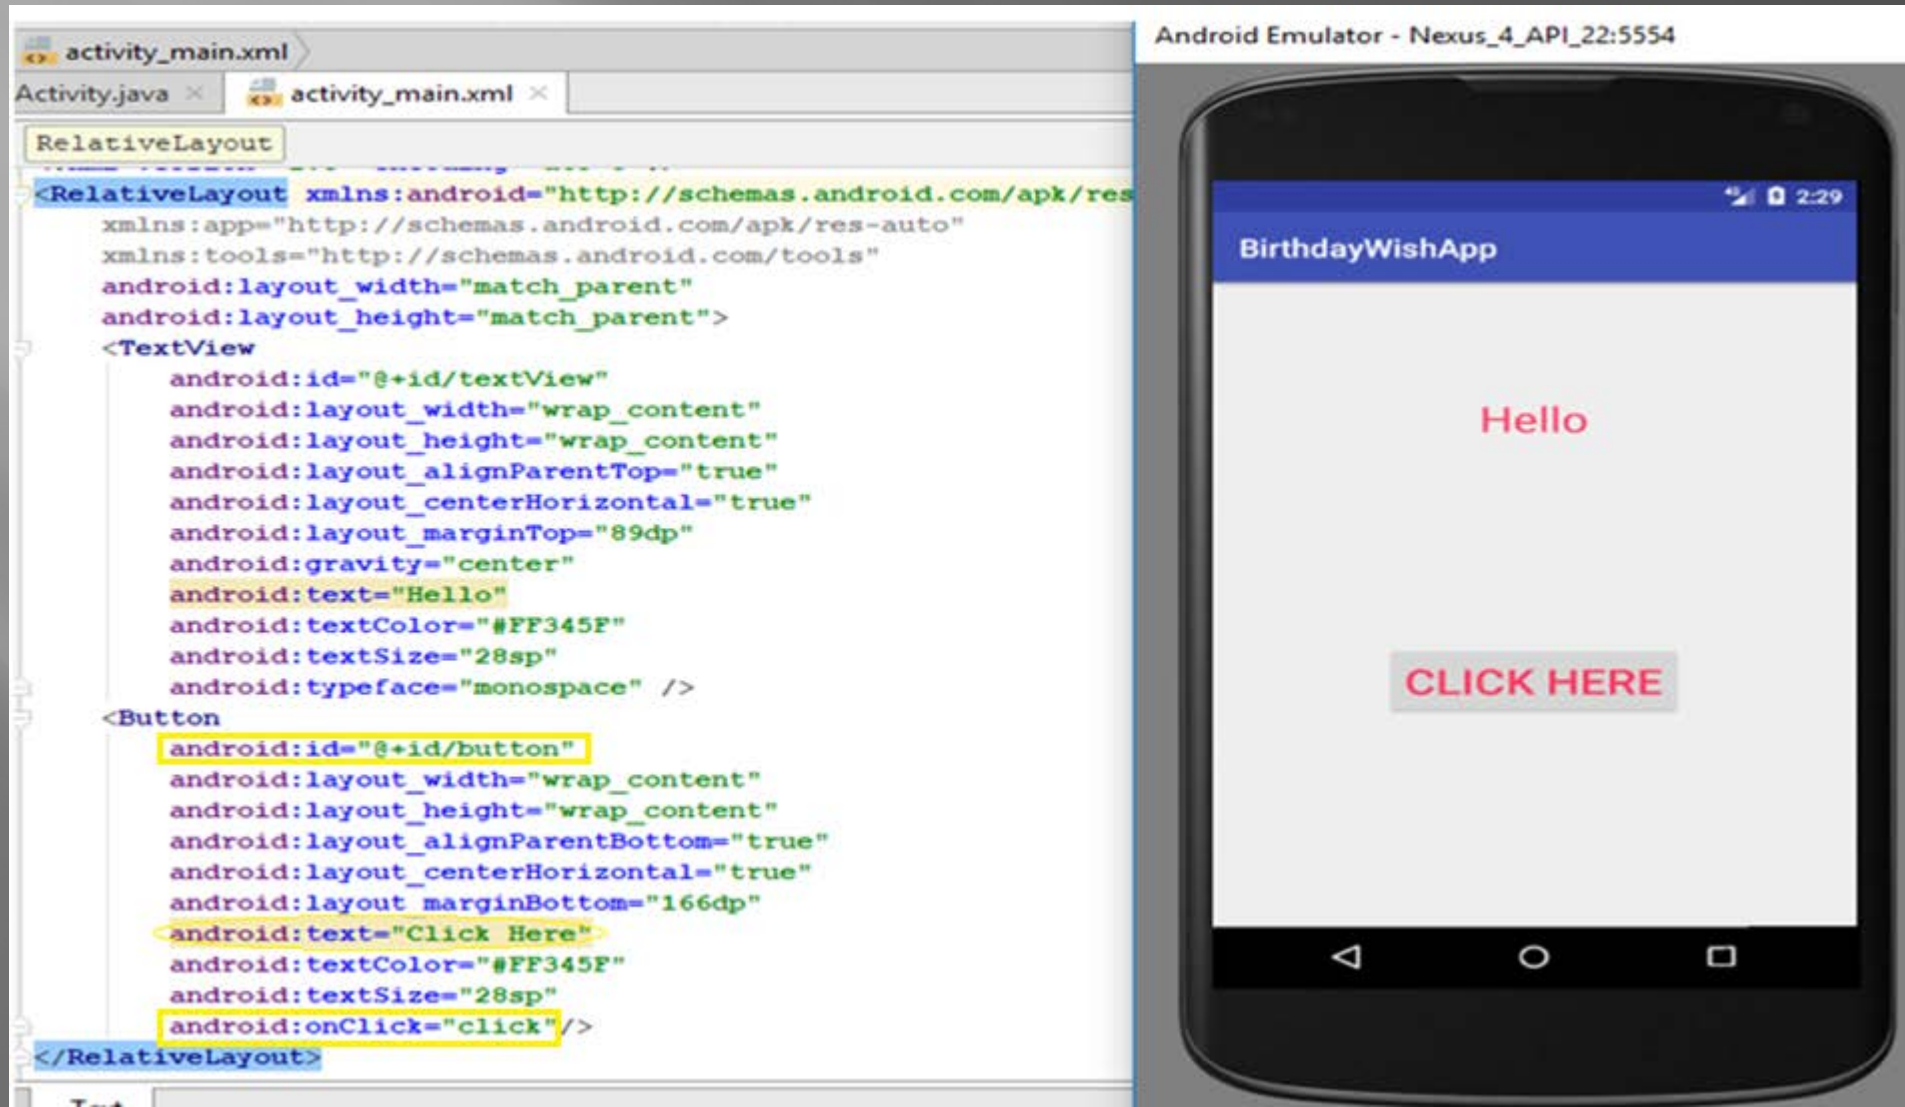 activity_main.xml
Activity.java
activity_main.xml
RelativeLayout
<RelativeLayout xmlns:android="http://schemas.android.com/apk/res
xmlns:app="http://schemas.android.com/apk/res-auto"
xmlns:tools="http://schemas.android.com/tools"
android:layout_width="match_parent"
android:layout_height="match_parent">
<TextView
android:id="@+id/textView"
android:layout_width="wrap_content"
android:layout_height="wrap_content"
android:layout_alignParentTop="true"
android:layout_centerHorizontal="true"
android:layout_marginTop="89dp"
android:gravity="center"
android:text="Hello"
android:textColor="#FF345F"
android:textSize="28sp"
android:typeface="monospace" />
<Button
android:id="@+id/button"
android:layout_width="wrap_content"
android:layout_height="wrap_content"
android:layout_alignParentBottom="true"
android:layout_centerHorizontal="true"
android:layout_marginBottom="166dp"
android:text="Click Here"
android:textColor="#FF345F"
android:textSize="28sp"
android:onClick="click"/>
</RelativeLayout>
Text
Android Emulator - Nexus_4_API_22:5554
2:29
BirthdayWishApp
Hello
CLICK HERE